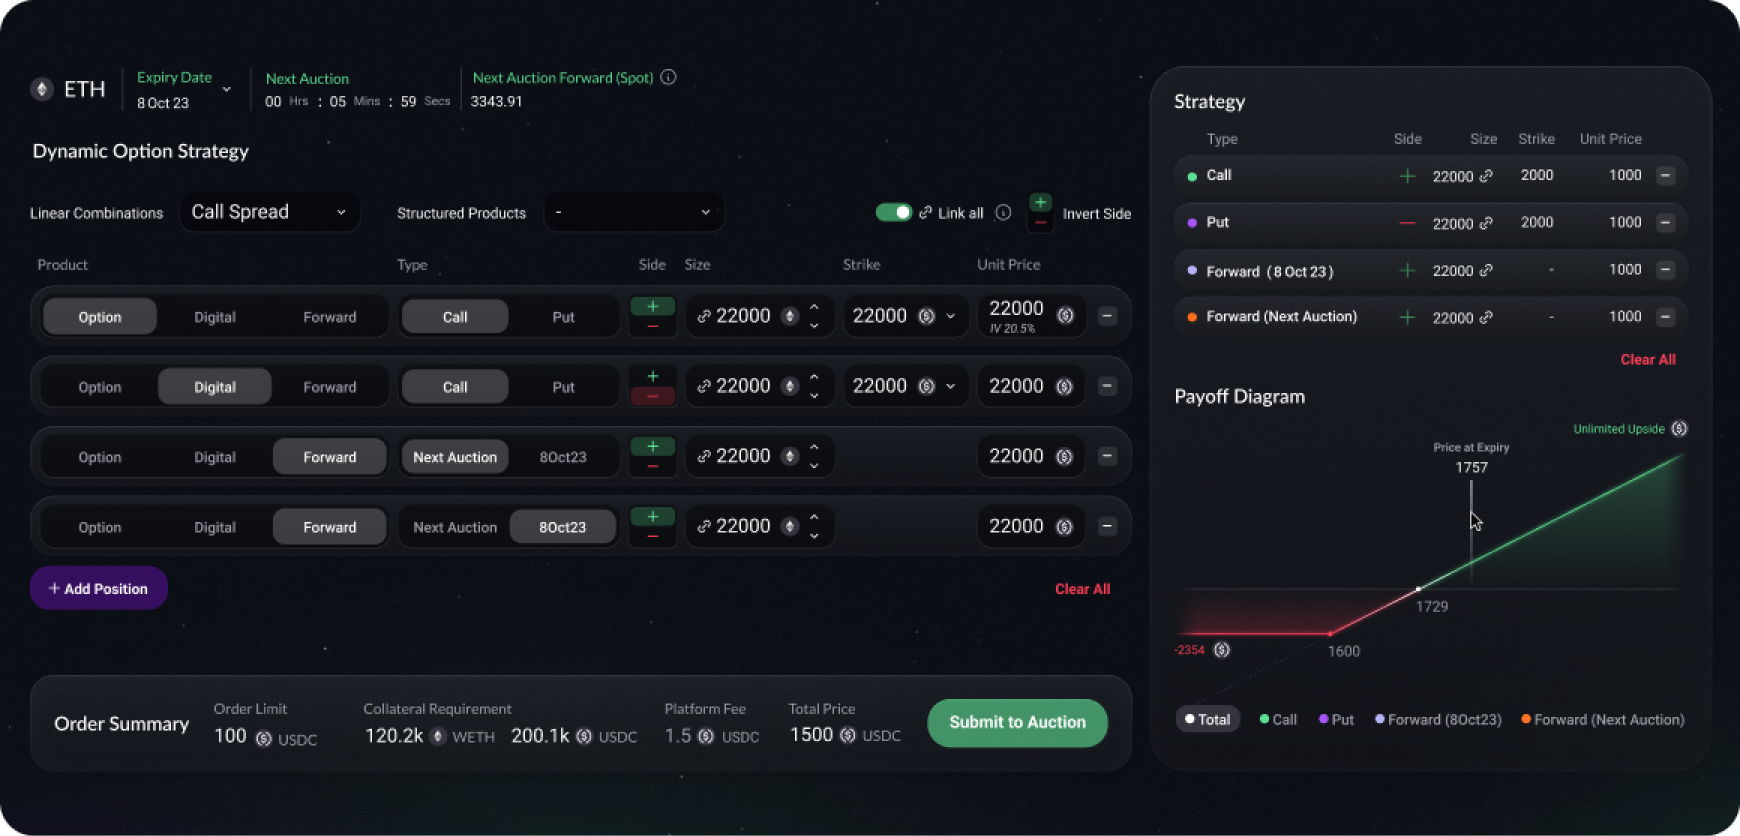 ETH
Expiry Date
8 Oct 23
Next Auction
00 Hrs : 05 Mins : 59 Secs
Next Auction Forward (Spot)
3343.91
Dynamic Option Strategy
Linear Combinations
Call Spread
Structured Products
-
Link all
Invert Side
Product Type Side Size Strike Unit Price
Option Digital Forward Call Put + − 22000 22000 22000
IV 20.5%
Option Digital Forward Call Put + − 22000 22000 22000
Option Digital Forward Next Auction 8Oct23 + − 22000 22000
Option Digital Forward Next Auction 8Oct23 + − 22000 22000
+ Add Position
Clear All
Order Summary
Order Limit
100 USDC
Collateral Requirement
120.2k WETH 200.1k USDC
Platform Fee
1.5 USDC
Total Price
1500 USDC
Submit to Auction
Strategy
Type Side Size Strike Unit Price
Call + 22000 2000 1000
Put − 22000 2000 1000
Forward (8 Oct 23) + 22000 - 1000
Forward (Next Auction) + 22000 - 1000
Clear All
Payoff Diagram
Unlimited Upside
Price at Expiry
1757
1729
-2354
1600
Total Call Put Forward (8Oct23) Forward (Next Auction)